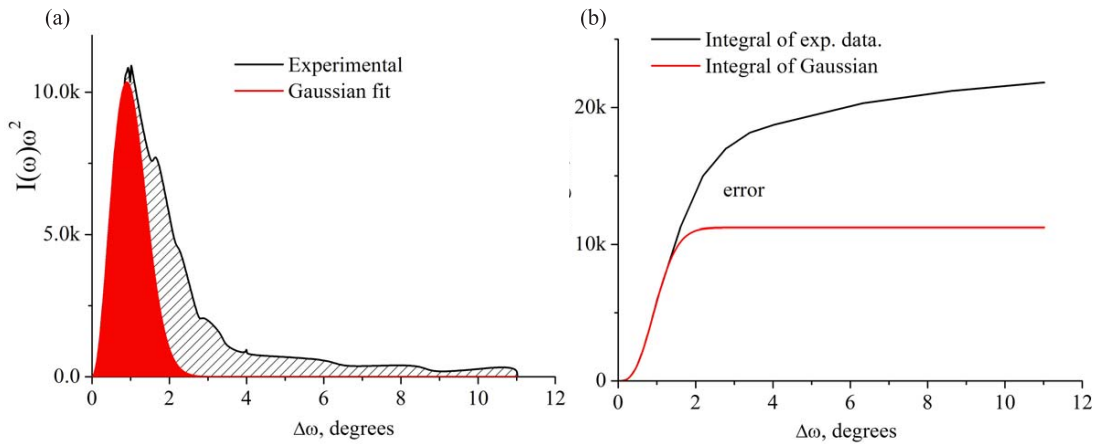 (a)
Experimental
Gaussian fit
I(ω)ω²
10.0k
5.0k
0.0
0 2 4 6 8 10 12
Δω, degrees
(b)
Integral of exp. data.
Integral of Gaussian
20k
10k
0
error
0 2 4 6 8 10 12
Δω, degrees